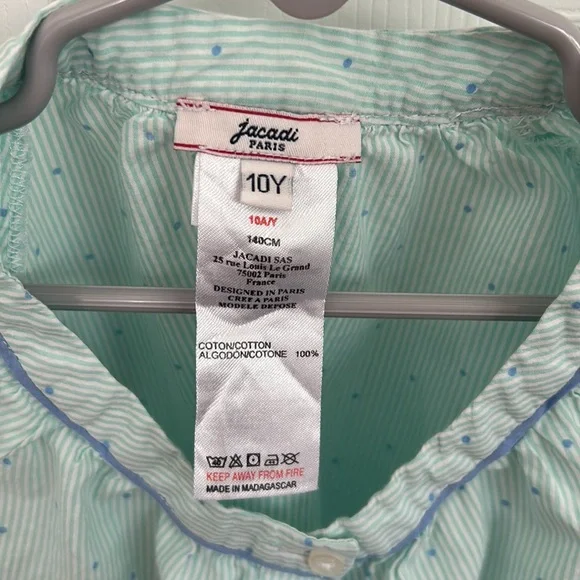 jacadi
PARIS
10Y
10A/Y
140CM
JACADI SAS
25 rue Louis Le Grand
75002 Paris
France
DESIGNED IN PARIS
CREE A PARIS
MODELE DEPOSE
COTON/COTTON
ALGODON/COTONE 100%
KEEP AWAY FROM FIRE
MADE IN MADAGASCAR